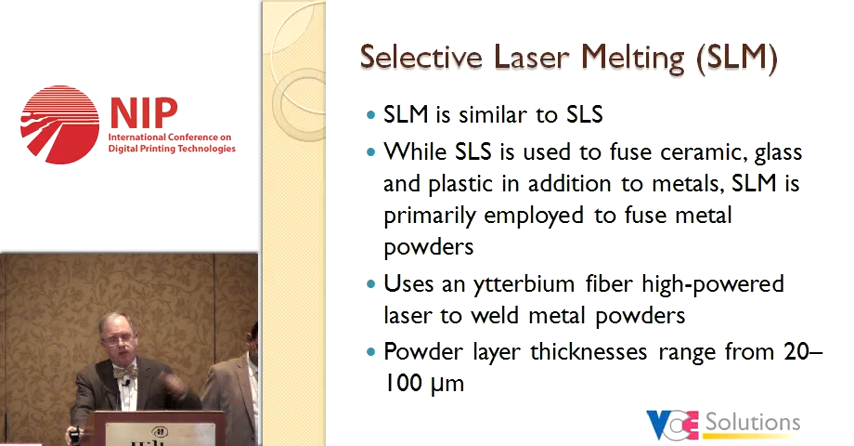 NIP
International Conference on
Digital Printing Technologies
Selective Laser Melting (SLM)
• SLM is similar to SLS
• While SLS is used to fuse ceramic, glass
and plastic in addition to metals, SLM is
primarily employed to fuse metal
powders
• Uses an ytterbium fiber high-powered
laser to weld metal powders
• Powder layer thicknesses range from 20–
100 μm
Solutions